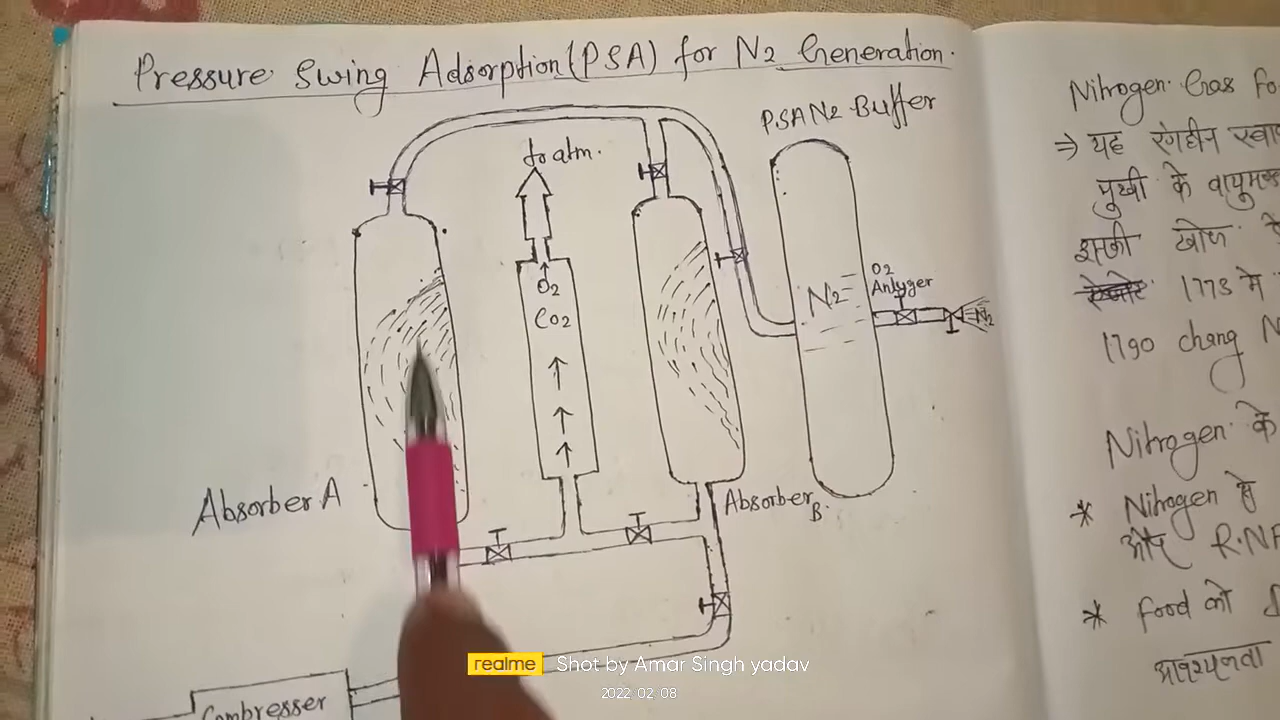 Pressure Swing Adsorption (PSA) for N2 Generation.
PSA N2 Buffer
to atm.
O2
CO2
N2
O2
Anlyzer
N2
Absorber A
Absorber
B.
Combresser
Nitrogen Gas Fo
⇒ यह रंगहीन स्वा
के वायुमण्ड
इसकी खोज
1773 में
1790 chang N
Nitrogen के
* Nitrogen से
और R.NA
* food को
आवश्यकता
realme Shot by Amar Singh yadav
2022.02.08